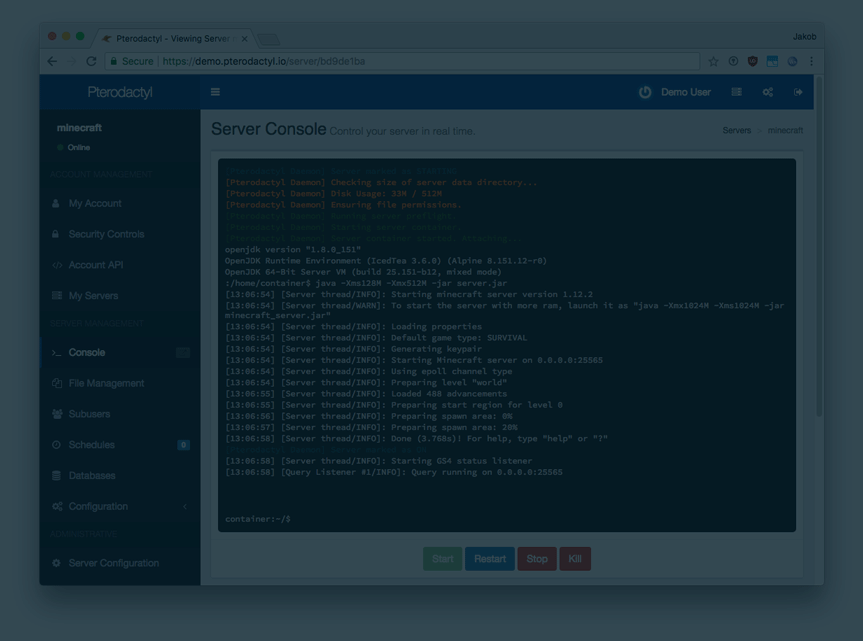 Pterodactyl - Viewing Server
Jakob
Secure https://demo.pterodactyl.io/server/bd9de1ba
Pterodactyl
Demo User
minecraft
Online
ACCOUNT MANAGEMENT
My Account
Security Controls
Account API
My Servers
SERVER MANAGEMENT
Console
File Management
Subusers
Schedules 0
Databases
Configuration
ADMINISTRATIVE
Server Configuration
Server Console Control your server in real time.
Servers > minecraft
[Pterodactyl Daemon] Checking size of server data directory...
[Pterodactyl Daemon] Disk Usage: 33M / 512M
[Pterodactyl Daemon] Ensuring file permissions.
openjdk version "1.8.0_151"
OpenJDK Runtime Environment (IcedTea 3.6.0) (Alpine 8.151.12-r0)
OpenJDK 64-Bit Server VM (build 25.151-b12, mixed mode)
:/home/container$ java -Xms128M -Xmx512M -jar server.jar
[13:06:54] [Server thread/INFO]: Starting minecraft server version 1.12.2
[13:06:54] [Server thread/WARN]: To start the server with more ram, launch it as "java -Xmx1024M -Xms1024M -jar
minecraft_server.jar"
[13:06:54] [Server thread/INFO]: Loading properties
[13:06:54] [Server thread/INFO]: Default game type: SURVIVAL
[13:06:54] [Server thread/INFO]: Generating keypair
[13:06:54] [Server thread/INFO]: Starting Minecraft server on 0.0.0.0:25565
[13:06:54] [Server thread/INFO]: Using epoll channel type
[13:06:54] [Server thread/INFO]: Preparing level "world"
[13:06:55] [Server thread/INFO]: Loaded 488 advancements
[13:06:55] [Server thread/INFO]: Preparing start region for level 0
[13:06:56] [Server thread/INFO]: Preparing spawn area: 0%
[13:06:57] [Server thread/INFO]: Preparing spawn area: 20%
[13:06:58] [Server thread/INFO]: Done (3.768s)! For help, type "help" or "?"
[13:06:58] [Server thread/INFO]: Starting GS4 status listener
[13:06:58] [Query Listener #1/INFO]: Query running on 0.0.0.0:25565
container:~/$
Start
Restart
Stop
Kill